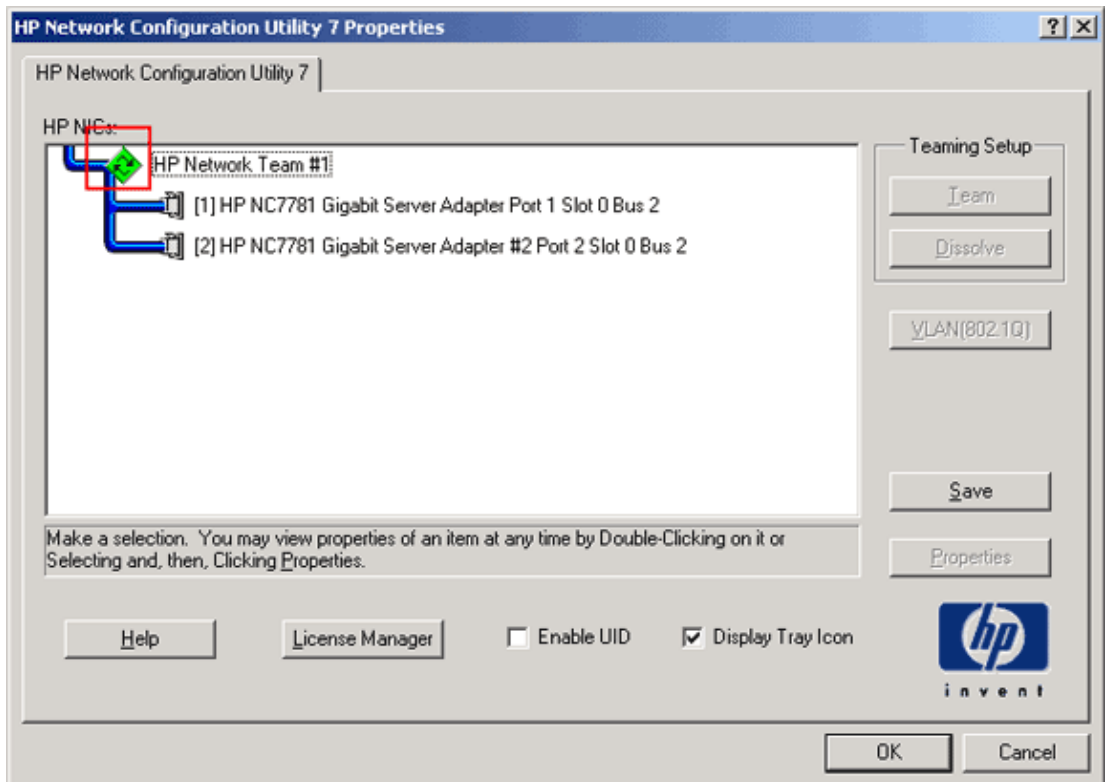 HP Network Configuration Utility 7 Properties
HP Network Configuration Utility 7
HP NICs:
HP Network Team #1
[1] HP NC7781 Gigabit Server Adapter Port 1 Slot 0 Bus 2
[2] HP NC7781 Gigabit Server Adapter #2 Port 2 Slot 0 Bus 2
Teaming Setup
Team
Dissolve
VLAN(802.1Q)
Save
Make a selection. You may view properties of an item at any time by Double-Clicking on it or
Selecting and, then, Clicking Properties.
Properties
Help
License Manager
Enable UID
Display Tray Icon
hp
invent
OK
Cancel